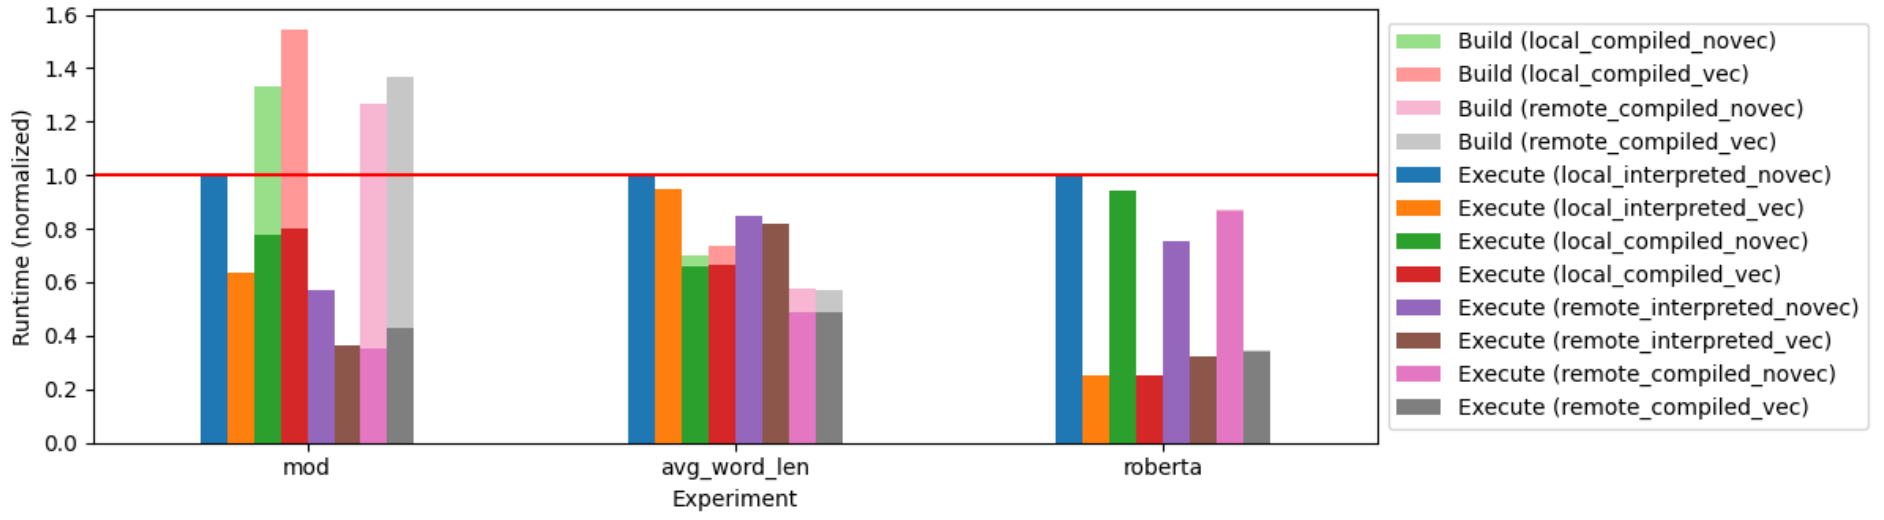 1.6
1.4
1.2
1.0
0.8
0.6
0.4
0.2
0.0
Runtime (normalized)
mod
avg_word_len
roberta
Experiment
Build (local_compiled_novec)
Build (local_compiled_vec)
Build (remote_compiled_novec)
Build (remote_compiled_vec)
Execute (local_interpreted_novec)
Execute (local_interpreted_vec)
Execute (local_compiled_novec)
Execute (local_compiled_vec)
Execute (remote_interpreted_novec)
Execute (remote_interpreted_vec)
Execute (remote_compiled_novec)
Execute (remote_compiled_vec)